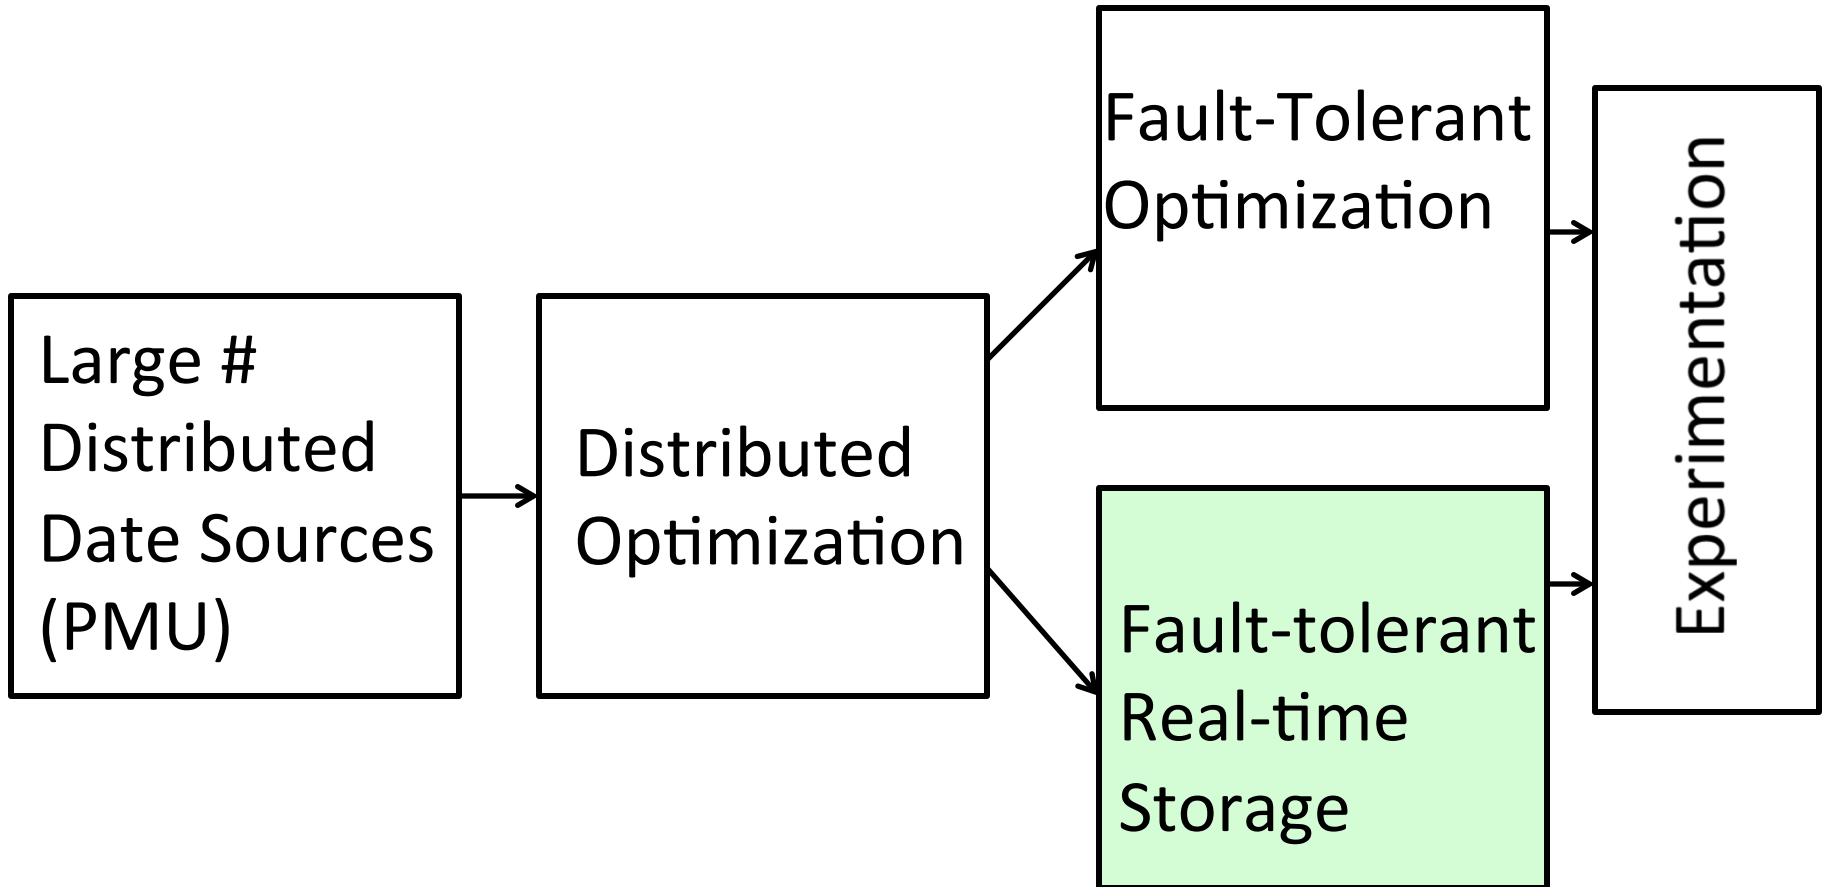 Large #
Distributed
Date Sources
(PMU)
Distributed
Optimization
Fault-Tolerant
Optimization
Fault-tolerant
Real-time
Storage
Experimentation